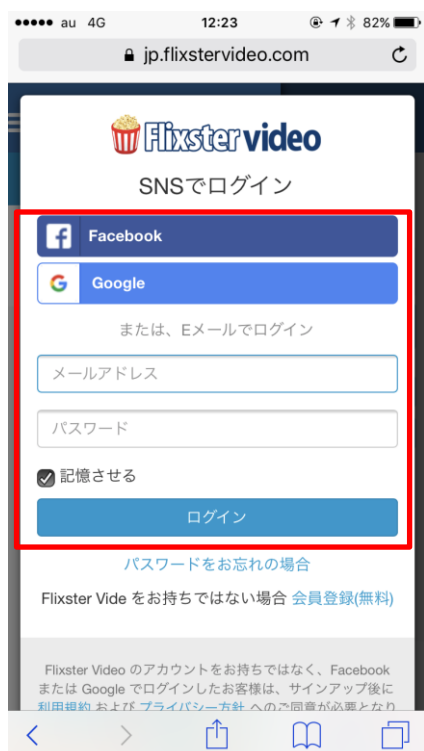 au 4G 12:23 82%
jp.flixstervideo.com
Flixster video
SNSでログイン
Facebook
Google
または、Eメールでログイン
メールアドレス
パスワード
記憶させる
ログイン
パスワードをお忘れの場合
Flixster Vide をお持ちではない場合 会員登録(無料)
Flixster Video のアカウントをお持ちではなく、Facebook
または Google でログインしたお客様は、サインアップ後に
利用規約 および プライバシー方針 へのご同意が必要となり